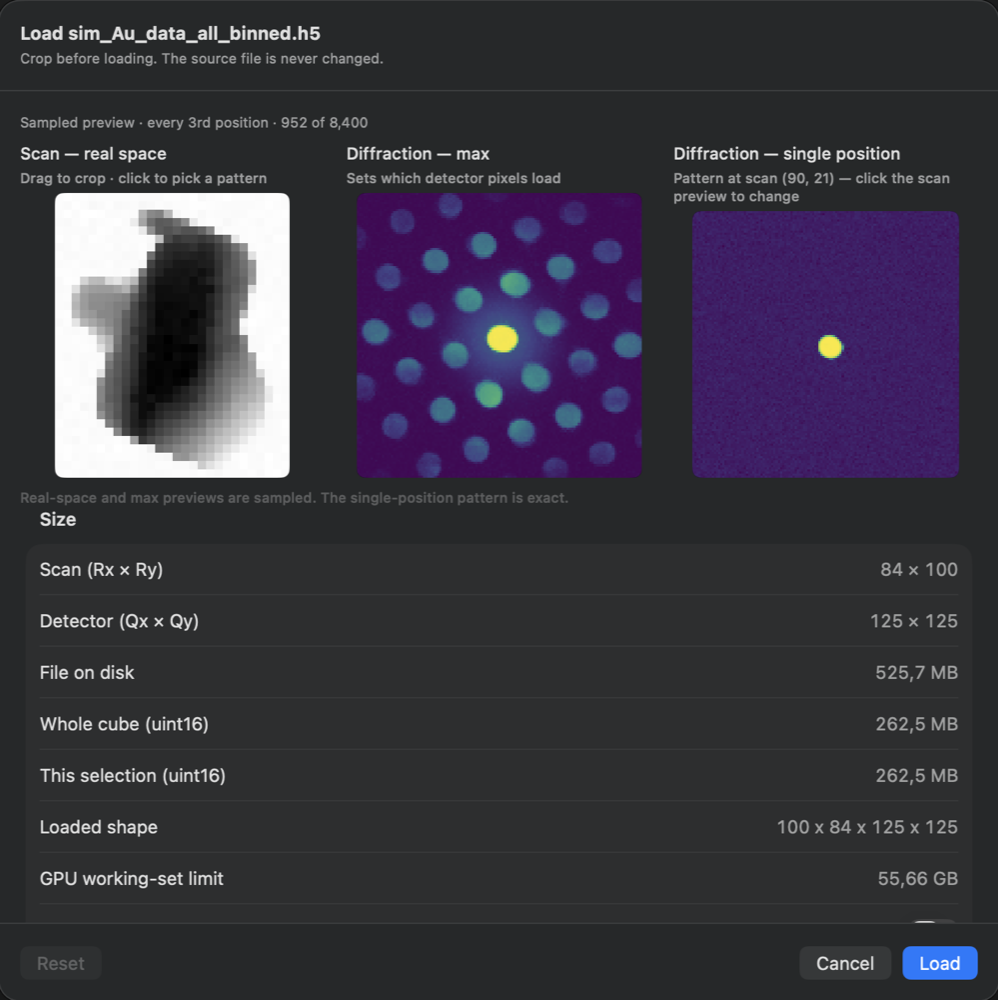 Load sim_Au_data_all_binned.h5
Crop before loading. The source file is never changed.
Sampled preview · every 3rd position · 952 of 8,400
Scan — real space
Drag to crop · click to pick a pattern
Diffraction — max
Sets which detector pixels load
Diffraction — single position
Pattern at scan (90, 21) — click the scan
preview to change
Real-space and max previews are sampled. The single-position pattern is exact.
Size
Scan (Rx × Ry) 84 × 100
Detector (Qx × Qy) 125 × 125
File on disk 525,7 MB
Whole cube (uint16) 262,5 MB
This selection (uint16) 262,5 MB
Loaded shape 100 x 84 x 125 x 125
GPU working-set limit 55,66 GB
Reset Cancel Load